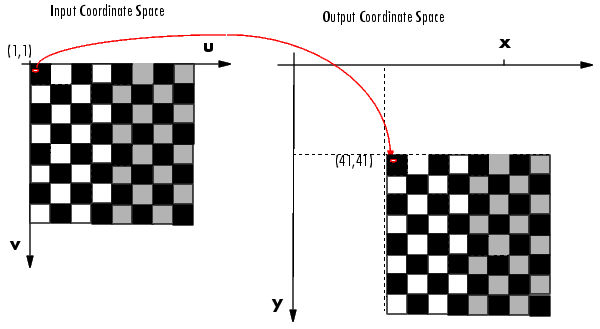 Input Coordinate Space
Output Coordinate Space
(1,1)
u
x
(41,41)
v
y